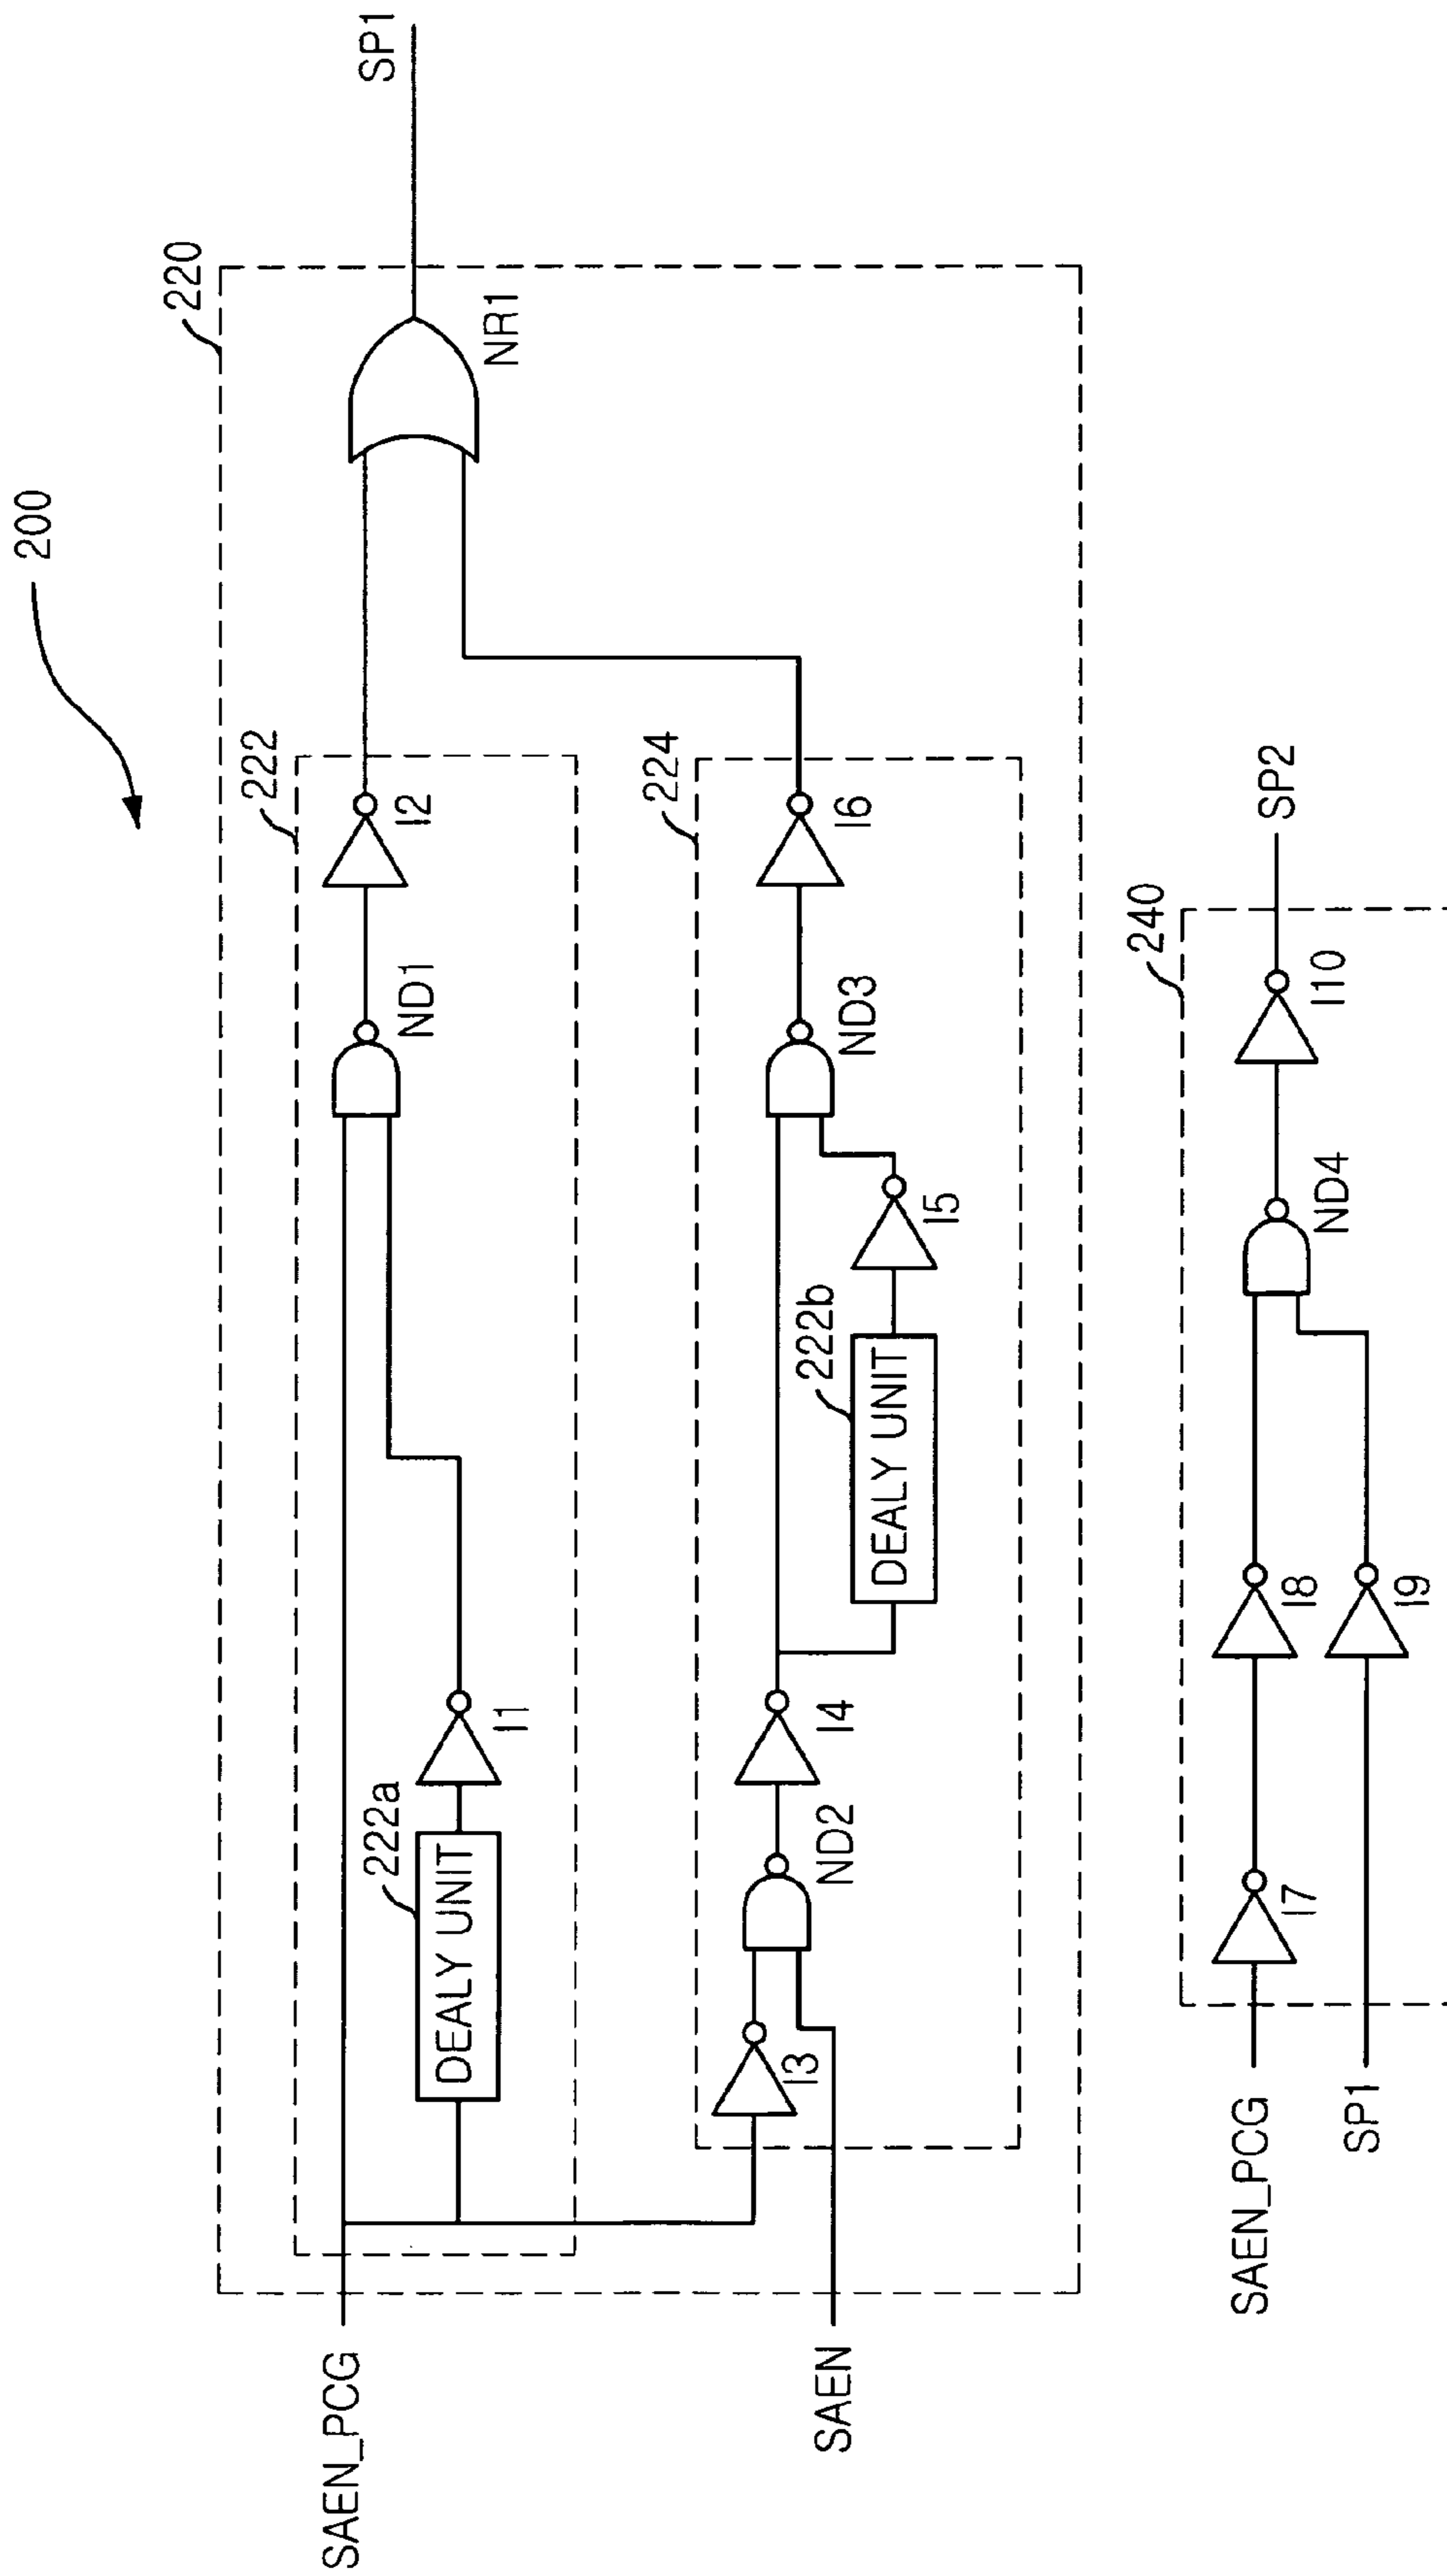 200
220
222
SAEN_PCG
222a
DEALY UNIT
I1
ND1
I2
NR1
SP1
224
I3
ND2
I4
222b
DEALY UNIT
I5
ND3
I6
SAEN
240
SAEN_PCG
I7
I8
ND4
I10
SP2
SP1
I9